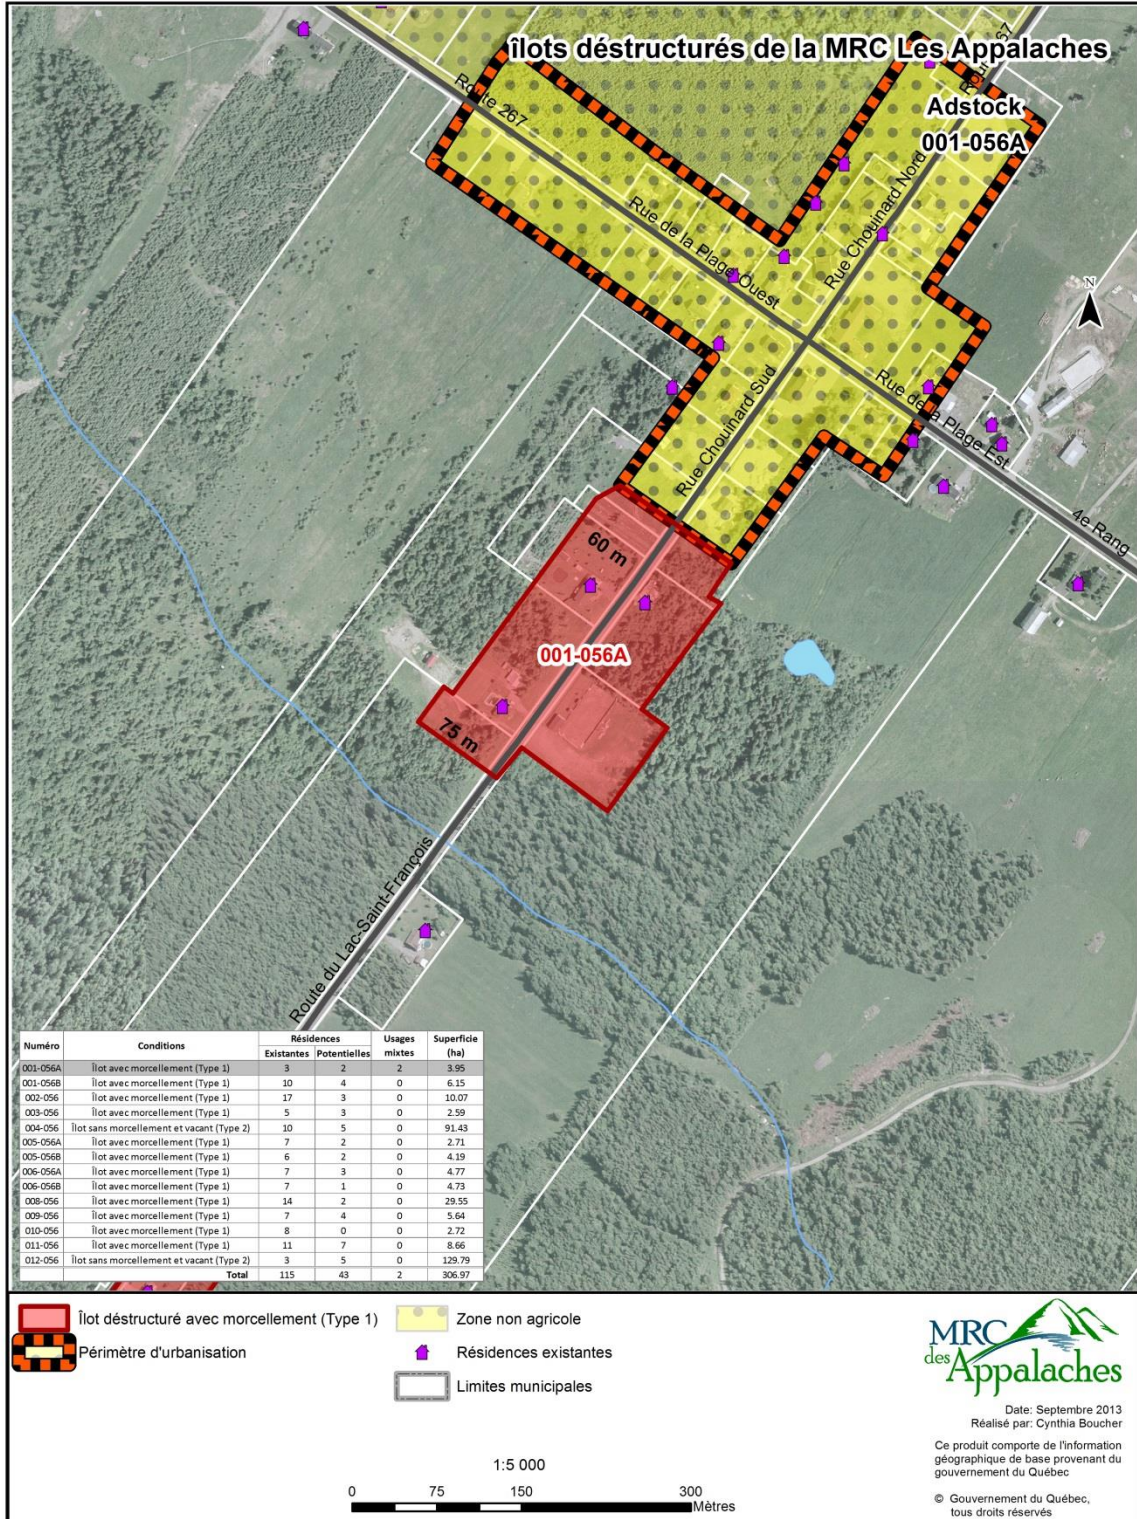 îlots déstructurés de la MRC Les Appalaches
Adstock
001-056A
Route 267
Rue de la Plage Ouest
Rue Chouinard Nord
N
Rue Chouinard Sud
Rue de la Plage Est
4e Rang
60 m
001-056A
75 m
Route du Lac-Saint-François
Numéro Conditions Résidences Usages mixtes Superficie (ha)
Existantes Potentielles
001-056A Îlot avec morcellement (Type 1) 3 2 2 3.95
001-056B Îlot avec morcellement (Type 1) 10 4 0 6.15
002-056 Îlot avec morcellement (Type 1) 17 3 0 10.07
003-056 Îlot avec morcellement (Type 1) 5 3 0 2.59
004-056 Îlot sans morcellement et vacant (Type 2) 10 5 0 91.43
005-056A Îlot avec morcellement (Type 1) 7 2 0 2.71
005-056B Îlot avec morcellement (Type 1) 6 2 0 4.19
006-056A Îlot avec morcellement (Type 1) 7 3 0 4.77
006-056B Îlot avec morcellement (Type 1) 7 1 0 4.73
008-056 Îlot avec morcellement (Type 1) 14 2 0 29.55
009-056 Îlot avec morcellement (Type 1) 7 4 0 5.64
010-056 Îlot avec morcellement (Type 1) 8 0 0 2.72
011-056 Îlot avec morcellement (Type 1) 11 7 0 8.66
012-056 Îlot sans morcellement et vacant (Type 2) 3 5 0 129.79
Total 115 43 2 306.97
Îlot déstructuré avec morcellement (Type 1)
Périmètre d'urbanisation
Zone non agricole
Résidences existantes
Limites municipales
1:5 000
0 75 150 300
Mètres
MRC
des Appalaches
Date: Septembre 2013
Réalisé par: Cynthia Boucher
Ce produit comporte de l'information
géographique de base provenant du
gouvernement du Québec
© Gouvernement du Québec,
tous droits réservés